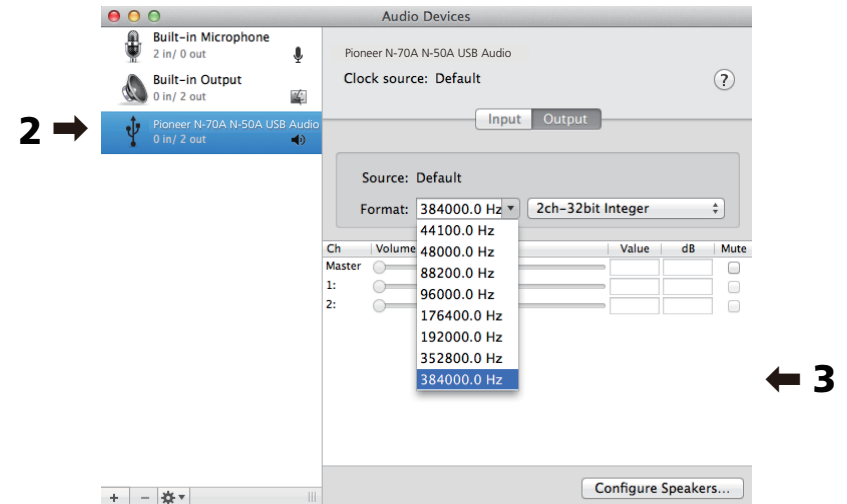 Audio Devices
Built-in Microphone
2 in/ 0 out
Built-in Output
0 in/ 2 out
2
Pioneer N-70A N-50A USB Audio
0 in/ 2 out
Pioneer N-70A N-50A USB Audio
Clock source: Default
?
Input Output
Source: Default
Format: 384000.0 Hz 2ch-32bit Integer
44100.0 Hz
48000.0 Hz
88200.0 Hz
96000.0 Hz
176400.0 Hz
192000.0 Hz
352800.0 Hz
384000.0 Hz
Ch Volume Value dB Mute
Master
1:
2:
3
Configure Speakers...
+ −